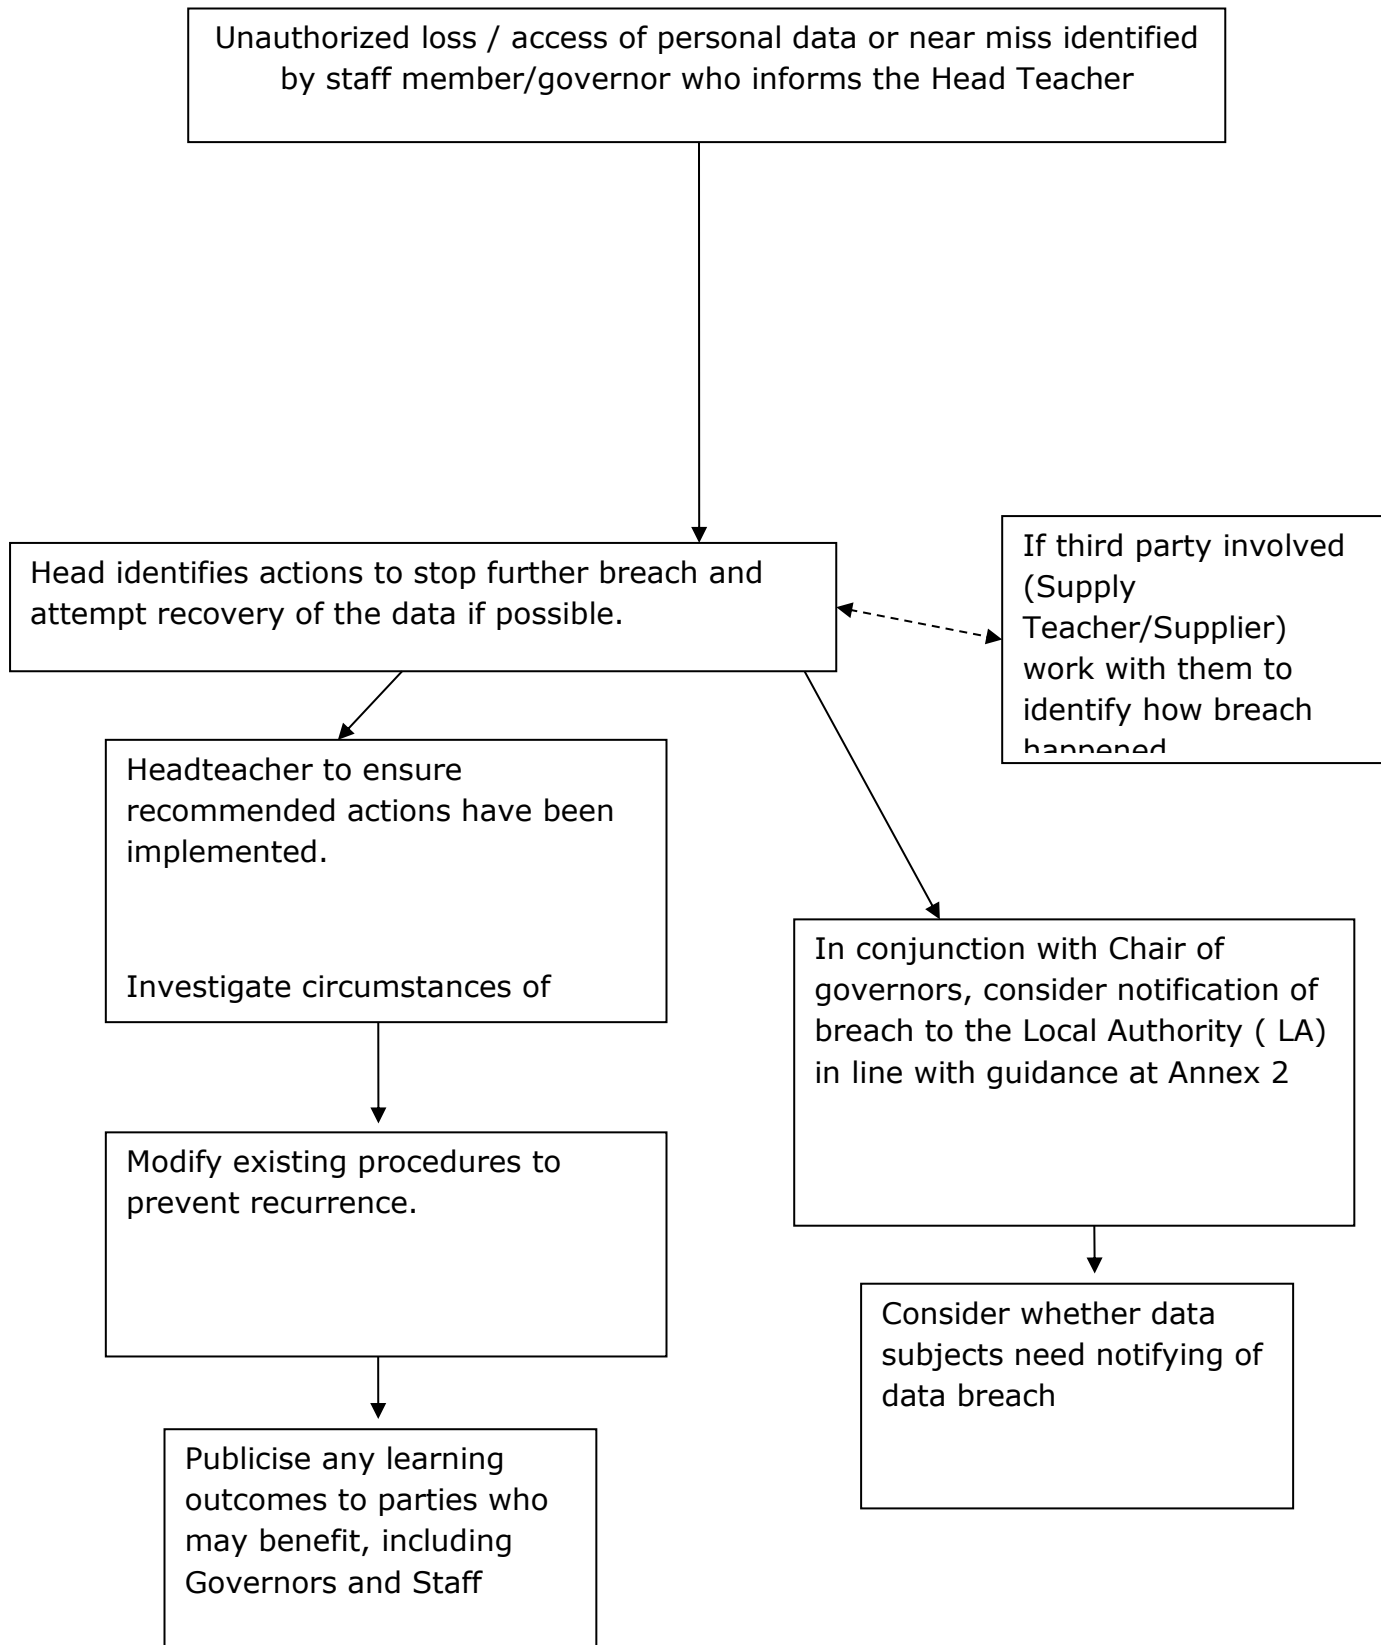 Unauthorized loss / access of personal data or near miss identified
by staff member/governor who informs the Head Teacher
Head identifies actions to stop further breach and
attempt recovery of the data if possible.
If third party involved
(Supply
Teacher/Supplier)
work with them to
identify how breach
happened
Headteacher to ensure
recommended actions have been
implemented.
Investigate circumstances of
In conjunction with Chair of
governors, consider notification of
breach to the Local Authority ( LA)
in line with guidance at Annex 2
Modify existing procedures to
prevent recurrence.
Consider whether data
subjects need notifying of
data breach
Publicise any learning
outcomes to parties who
may benefit, including
Governors and Staff